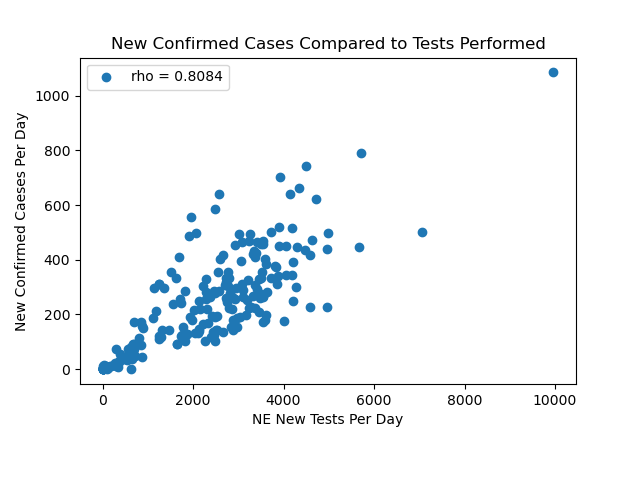 New Confirmed Cases Compared to Tests Performed
rho = 0.8084
New Confirmed Caeses Per Day
1000
800
600
400
200
0
0 2000 4000 6000 8000 10000
NE New Tests Per Day